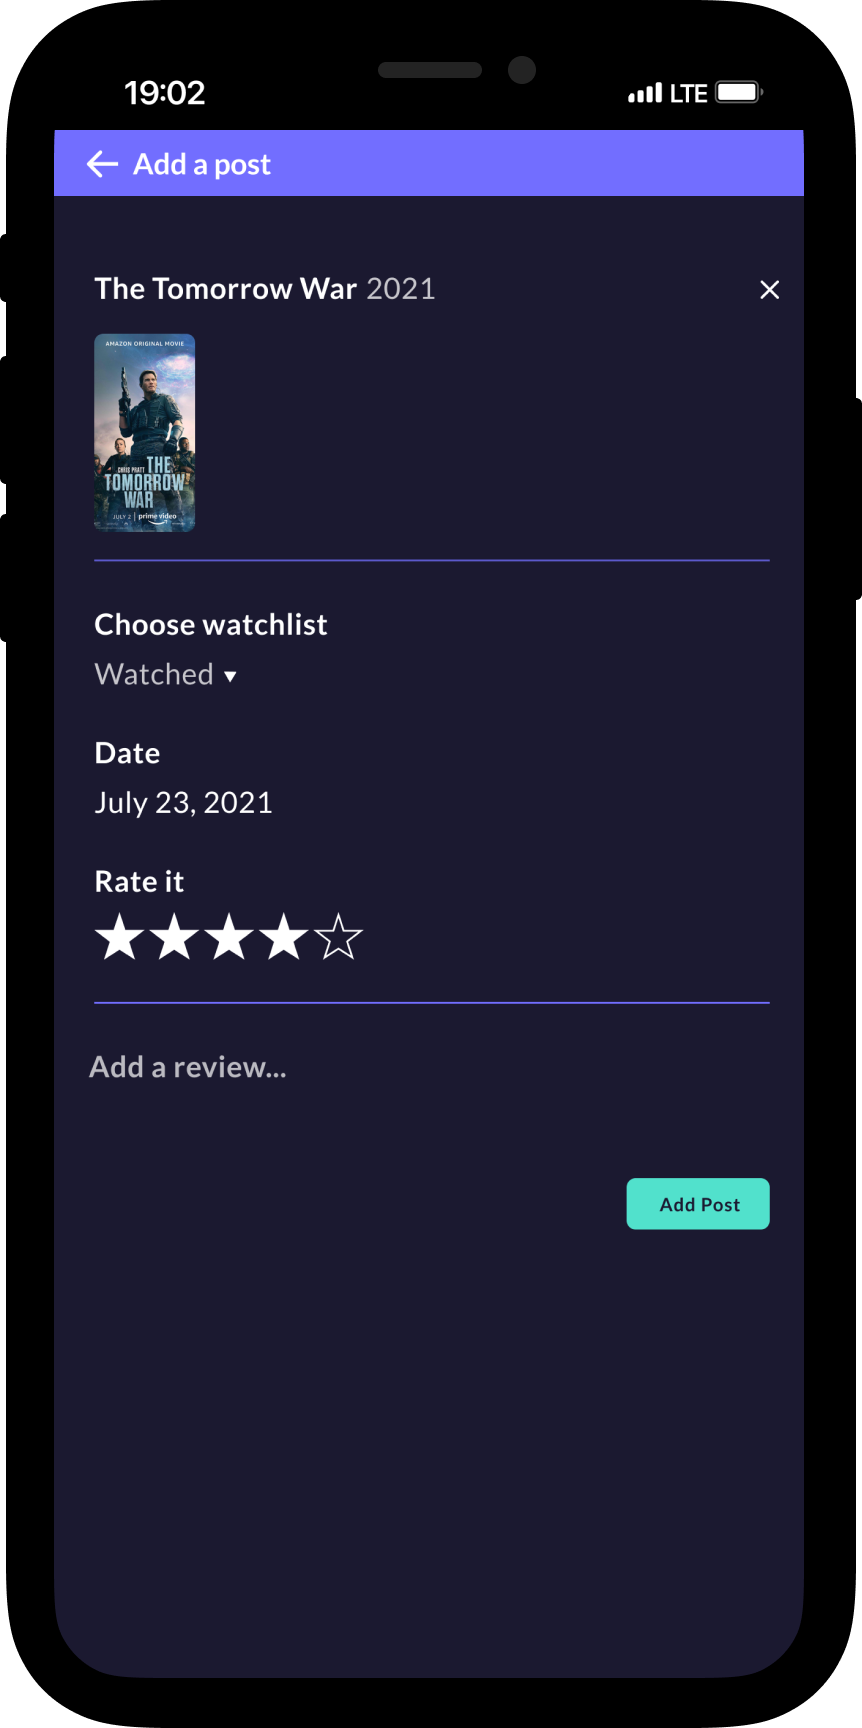 19:02
LTE
Add a post
The Tomorrow War 2021
AMAZON ORIGINAL MOVIE
CHRIS PRATT THE
TOMORROW
WAR
JULY 2 | prime video
Choose watchlist
Watched
Date
July 23, 2021
Rate it
Add a review...
Add Post